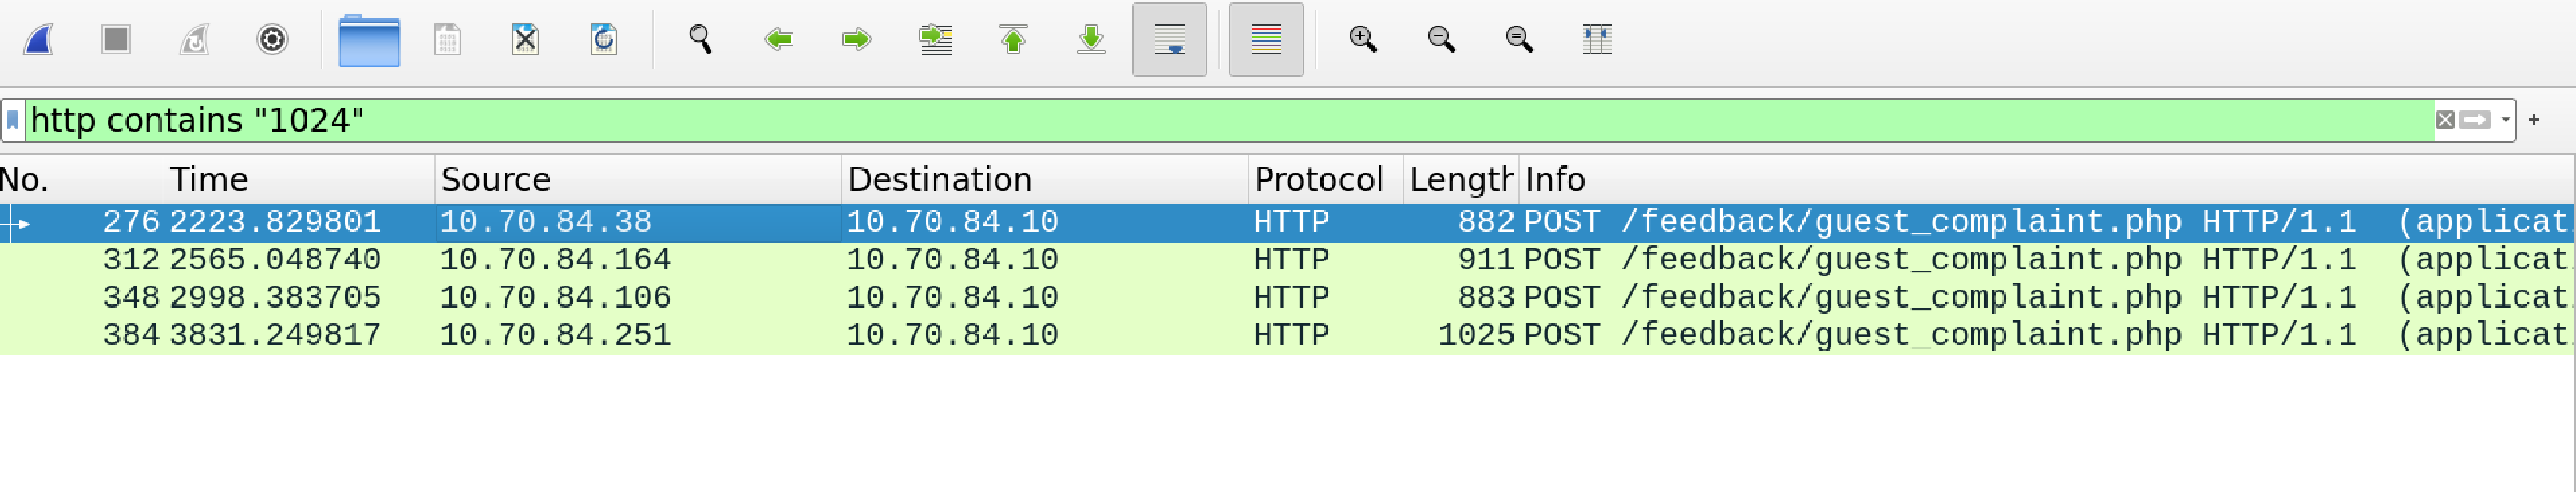 http contains "1024"
No. Time Source Destination Protocol Length Info
276 2223.829801 10.70.84.38 10.70.84.10 HTTP 882 POST /feedback/guest_complaint.php HTTP/1.1 (applicat
312 2565.048740 10.70.84.164 10.70.84.10 HTTP 911 POST /feedback/guest_complaint.php HTTP/1.1 (applicat
348 2998.383705 10.70.84.106 10.70.84.10 HTTP 883 POST /feedback/guest_complaint.php HTTP/1.1 (applicat
384 3831.249817 10.70.84.251 10.70.84.10 HTTP 1025 POST /feedback/guest_complaint.php HTTP/1.1 (applicat